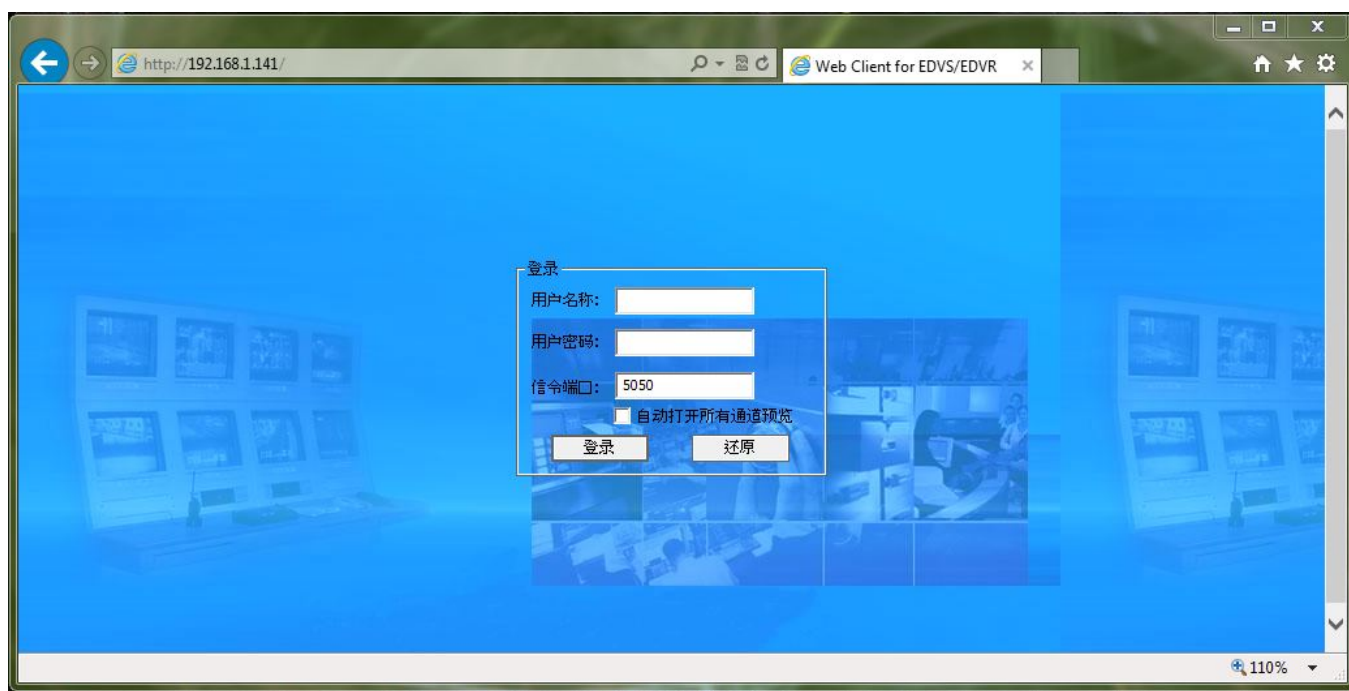 http://192.168.1.141/
Web Client for EDVS/EDVR
登录
用户名称:
用户密码:
信令端口: 5050
自动打开所有通道预览
登录 还原
110%